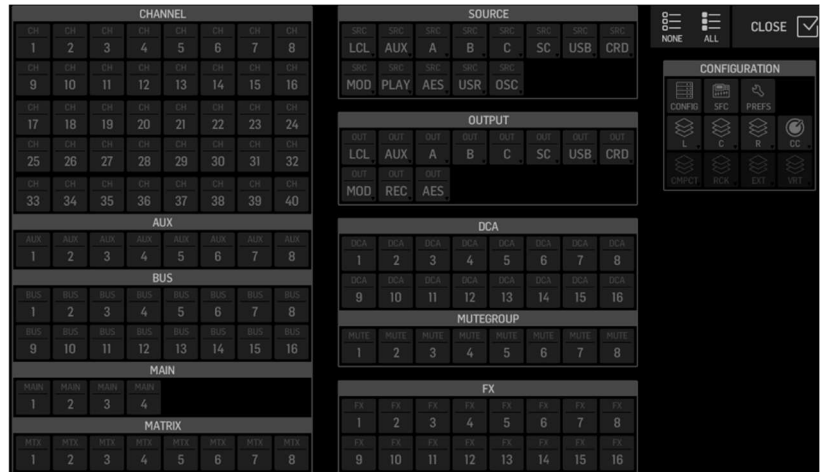 CHANNEL
CH CH CH CH CH CH CH CH
1 2 3 4 5 6 7 8
CH CH CH CH CH CH CH CH
9 10 11 12 13 14 15 16
CH CH CH CH CH CH CH CH
17 18 19 20 21 22 23 24
CH CH CH CH CH CH CH CH
25 26 27 28 29 30 31 32
CH CH CH CH CH CH CH CH
33 34 35 36 37 38 39 40
AUX
AUX AUX AUX AUX AUX AUX AUX AUX
1 2 3 4 5 6 7 8
BUS
BUS BUS BUS BUS BUS BUS BUS BUS
1 2 3 4 5 6 7 8
BUS BUS BUS BUS BUS BUS BUS BUS
9 10 11 12 13 14 15 16
MAIN
MAIN MAIN MAIN MAIN
1 2 3 4
MATRIX
MTX MTX MTX MTX MTX MTX MTX MTX
1 2 3 4 5 6 7 8
SOURCE
SRC SRC SRC SRC SRC SRC SRC SRC
LCL AUX A B C SC USB CRD
SRC SRC SRC SRC SRC
MOD PLAY AES USR OSC
OUTPUT
OUT OUT OUT OUT OUT OUT OUT OUT
LCL AUX A B C SC USB CRD
OUT OUT OUT
MOD REC AES
DCA
DCA DCA DCA DCA DCA DCA DCA DCA
1 2 3 4 5 6 7 8
DCA DCA DCA DCA DCA DCA DCA DCA
9 10 11 12 13 14 15 16
MUTEGROUP
MUTE MUTE MUTE MUTE MUTE MUTE MUTE MUTE
1 2 3 4 5 6 7 8
FX
FX FX FX FX FX FX FX FX
1 2 3 4 5 6 7 8
FX FX FX FX FX FX FX FX
9 10 11 12 13 14 15 16
NONE ALL CLOSE
CONFIGURATION
CONFIG SFC PREFS
L C R CC
CMPCT RCK EXT VRT